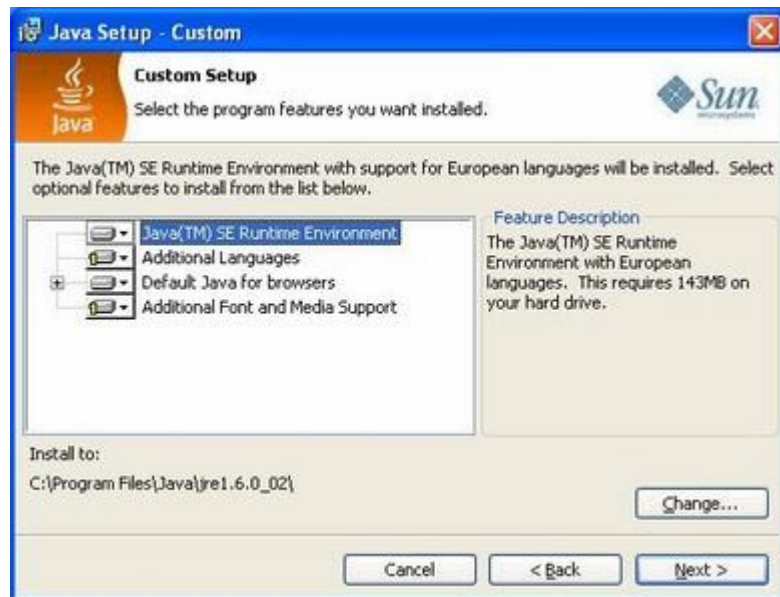 Java Setup - Custom
Java
Custom Setup
Select the program features you want installed.
Sun
microsystems
The Java(TM) SE Runtime Environment with support for European languages will be installed. Select
optional features to install from the list below.
Java(TM) SE Runtime Environment
Additional Languages
Default Java for browsers
Additional Font and Media Support
Feature Description
The Java(TM) SE Runtime
Environment with European
languages. This requires 143MB on
your hard drive.
Install to:
C:\Program Files\Java\jre1.6.0_02\
Change...
Cancel
< Back
Next >